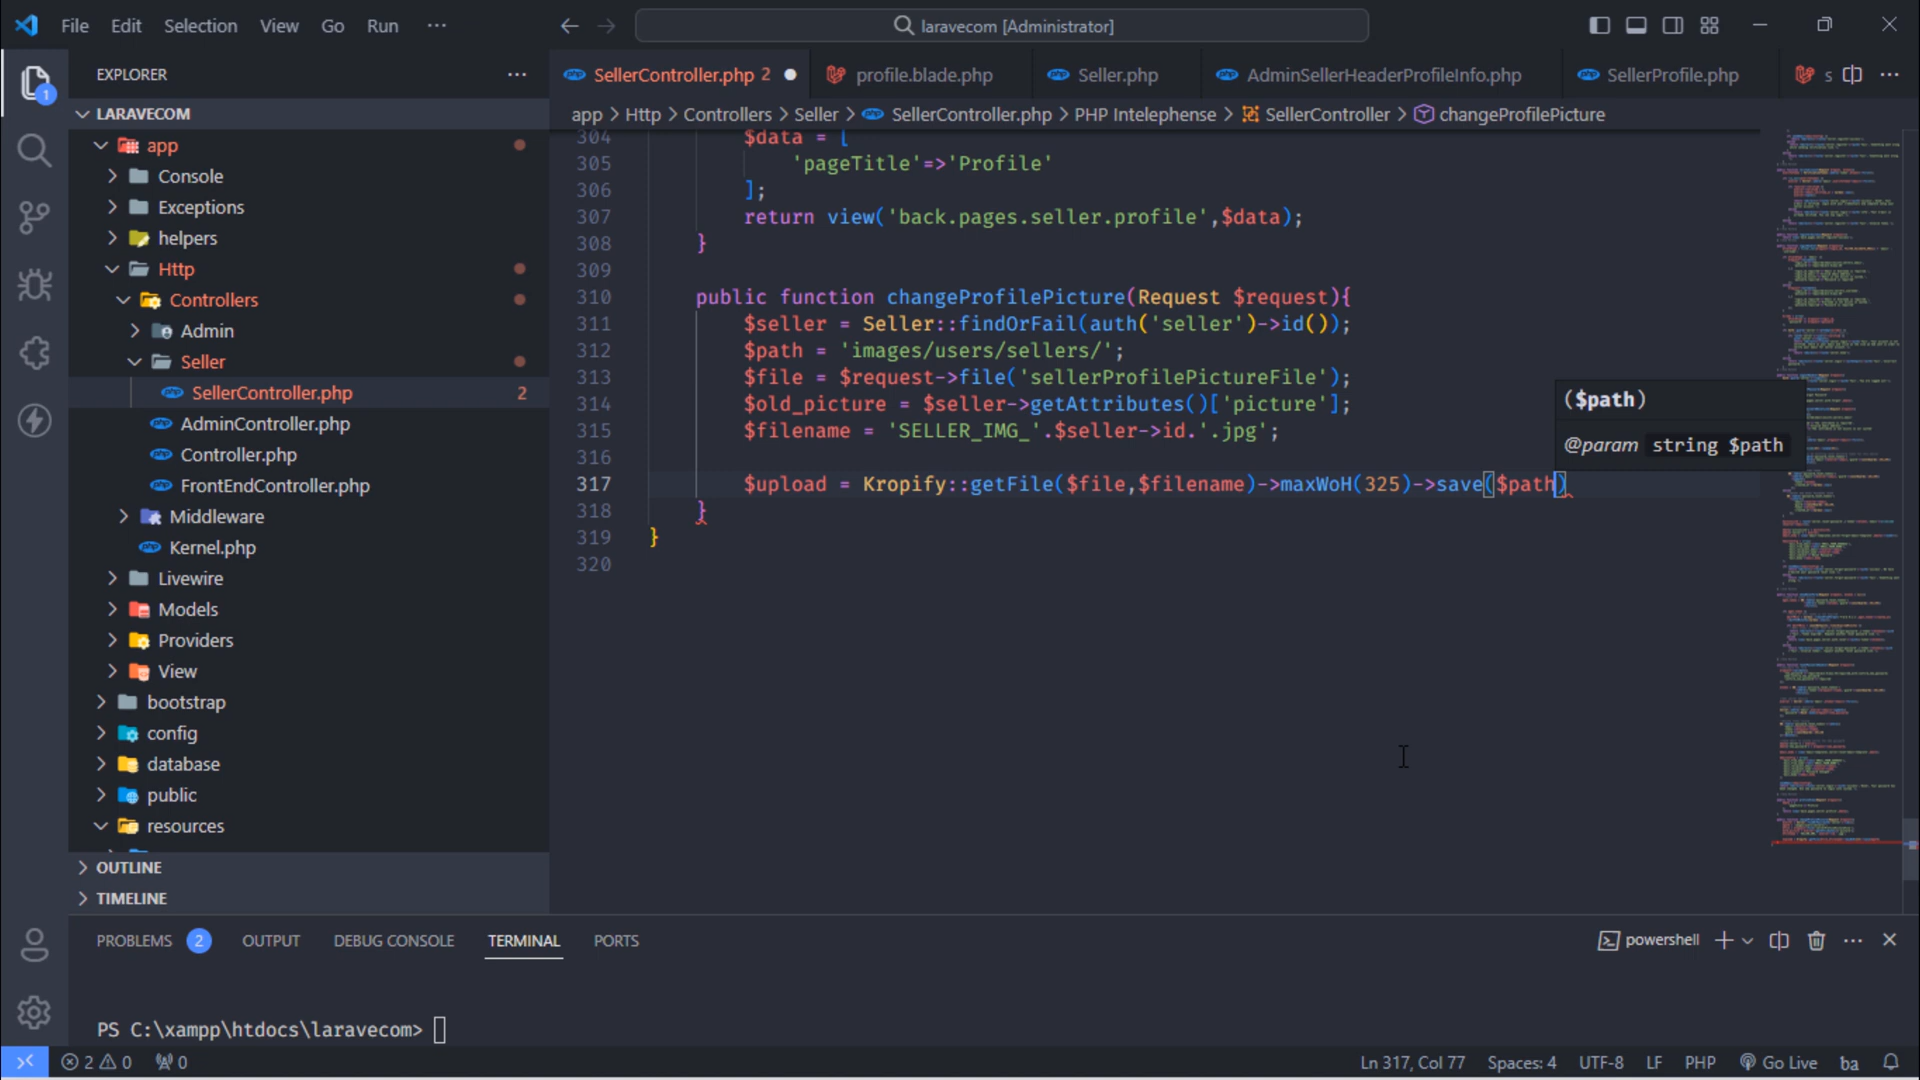 File Edit Selection View Go Run ···
laravecom [Administrator]
EXPLORER
1
SellerController.php 2
profile.blade.php
Seller.php
AdminSellerHeaderProfileInfo.php
SellerProfile.php
s
LARAVECOM
app > Http > Controllers > Seller > SellerController.php > PHP Intelephense > SellerController > changeProfilePicture
app
Console
Exceptions
helpers
Http
Controllers
Admin
Seller
SellerController.php 2
AdminController.php
Controller.php
FrontEndController.php
Middleware
Kernel.php
Livewire
Models
Providers
View
bootstrap
config
database
public
resources
OUTLINE
TIMELINE
304 $data = [
305 'pageTitle'=>'Profile'
306 ];
307 return view('back.pages.seller.profile',$data);
308 }
309
310 public function changeProfilePicture(Request $request){
311 $seller = Seller::findOrFail(auth('seller')->id());
312 $path = 'images/users/sellers/';
313 $file = $request->file('sellerProfilePictureFile');
314 $old_picture = $seller->getAttributes()['picture'];
315 $filename = 'SELLER_IMG_'.$seller->id.'.jpg';
316
317 $upload = Kropify::getFile($file,$filename)->maxWoH(325)->save($path)
318 }
319 }
320
($path)
@param string $path
PROBLEMS 2 OUTPUT DEBUG CONSOLE TERMINAL PORTS
powershell
PS C:\xampp\htdocs\laravecom>
2 0 0
Ln 317, Col 77 Spaces: 4 UTF-8 LF PHP Go Live ba